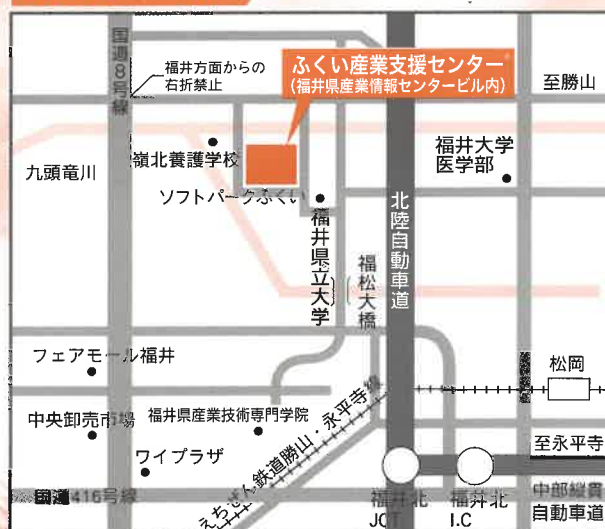 国道8号線
福井方面からの
右折禁止
ふくい産業支援センター
(福井県産業情報センタービル内)
至勝山
九頭竜川
嶺北養護学校
福井大学
医学部
ソフトパークふくい
福井県立大学
北陸自動車道
福松大橋
フェアモール福井
松岡
中央卸売市場
福井県産業技術専門学院
ワイプラザ
えちぜん鉄道勝山・永平寺線
至永平寺
国道416号線
福井北
JCT
福井北
I.C
中部縦貫
自動車道